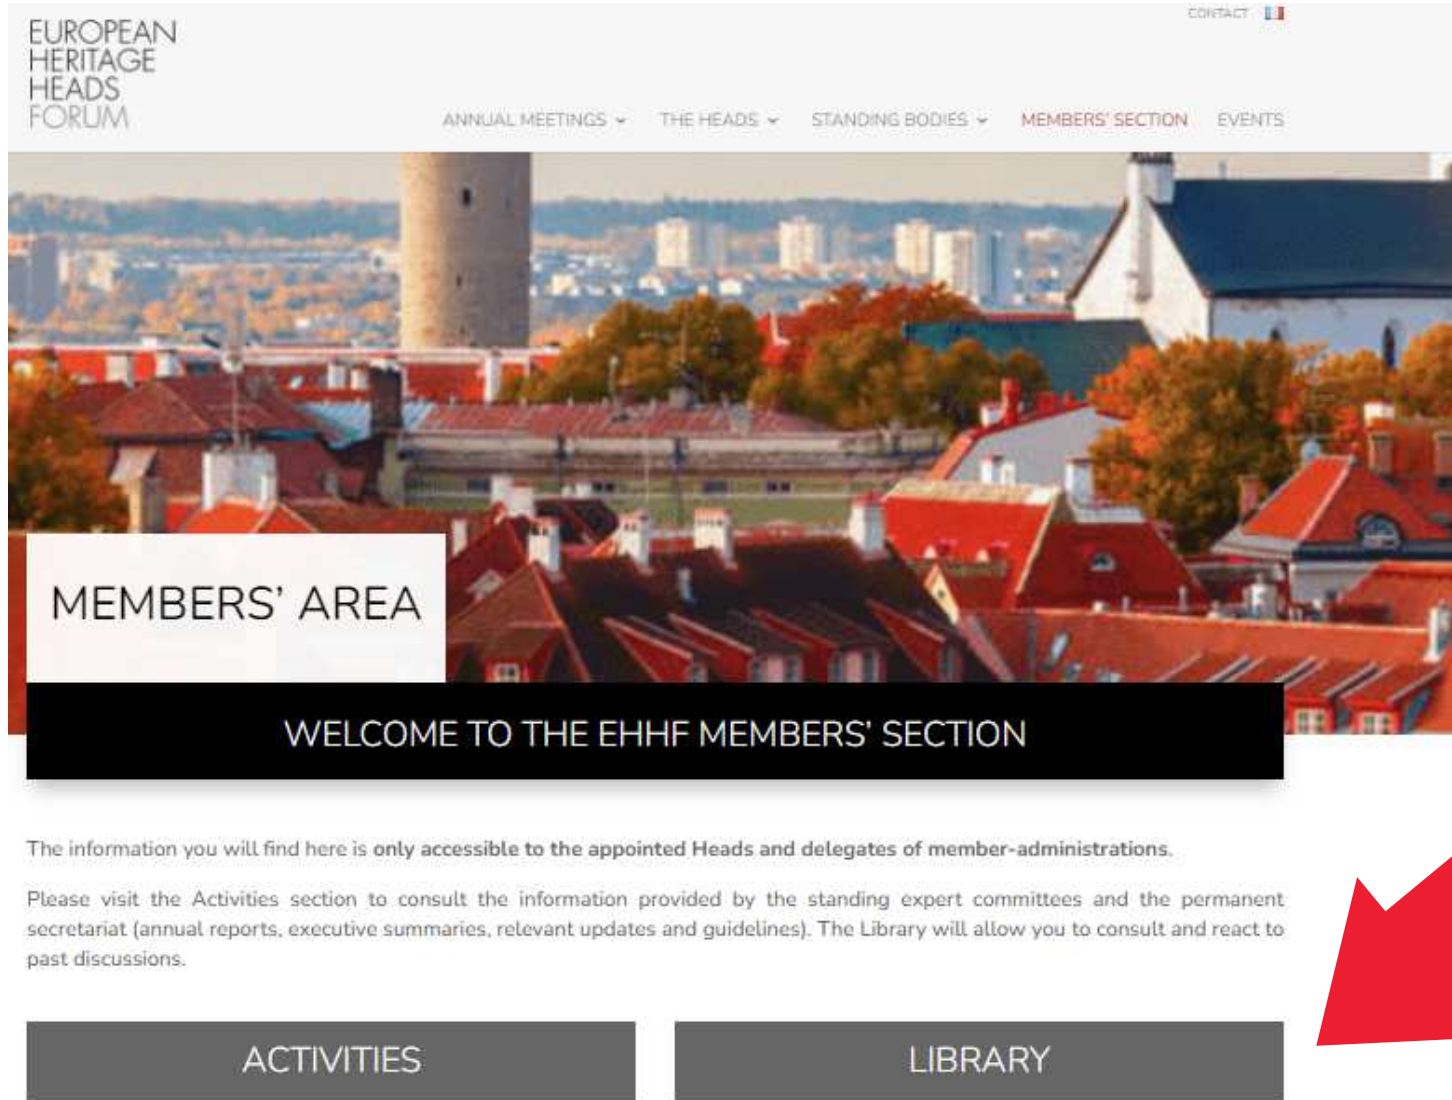 CONTACT
EUROPEAN
HERITAGE
HEADS
FORUM
ANNUAL MEETINGS THE HEADS STANDING BODIES MEMBERS' SECTION EVENTS
MEMBERS' AREA
WELCOME TO THE EHHF MEMBERS' SECTION
The information you will find here is only accessible to the appointed Heads and delegates of member-administrations.
Please visit the Activities section to consult the information provided by the standing expert committees and the permanent
secretariat (annual reports, executive summaries, relevant updates and guidelines). The Library will allow you to consult and react to
past discussions.
ACTIVITIES LIBRARY